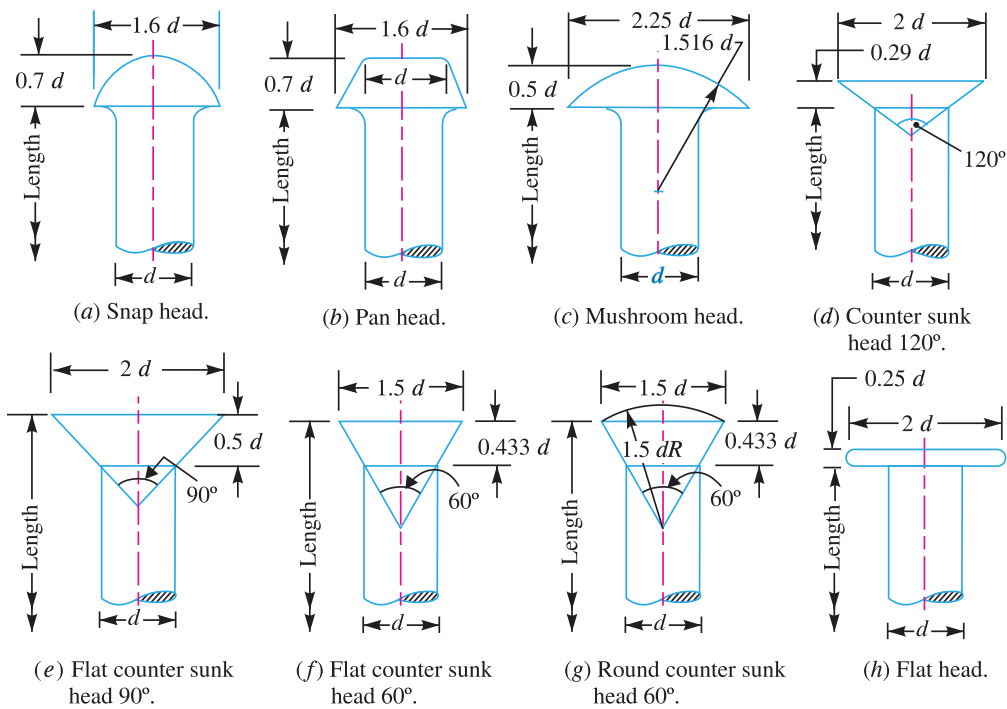 1.6 d
0.7 d
Length
d
(a) Snap head.
1.6 d
d
0.7 d
Length
d
(b) Pan head.
2.25 d
1.516 d
0.5 d
Length
d
(c) Mushroom head.
2 d
0.29 d
Length
120º
d
(d) Counter sunk
head 120º.
2 d
0.5 d
90º
Length
d
(e) Flat counter sunk
head 90º.
1.5 d
0.433 d
60º
Length
d
(f) Flat counter sunk
head 60º.
1.5 d
1.5 dR
0.433 d
60º
Length
d
(g) Round counter sunk
head 60º.
0.25 d
2 d
Length
d
(h) Flat head.